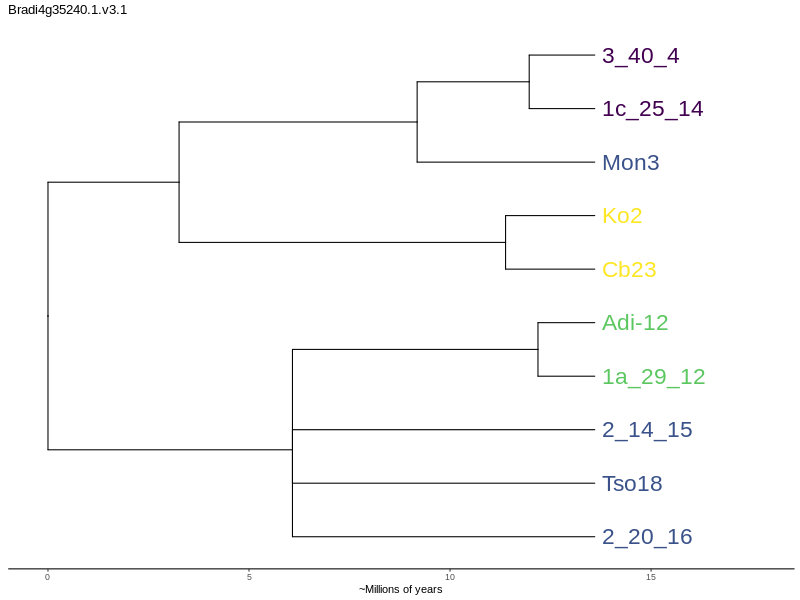 Bradi4g35240.1.v3.1
3_40_4
1c_25_14
Mon3
Ko2
Cb23
Adi-12
1a_29_12
2_14_15
Tso18
2_20_16
0 5 10 15
~Millions of years